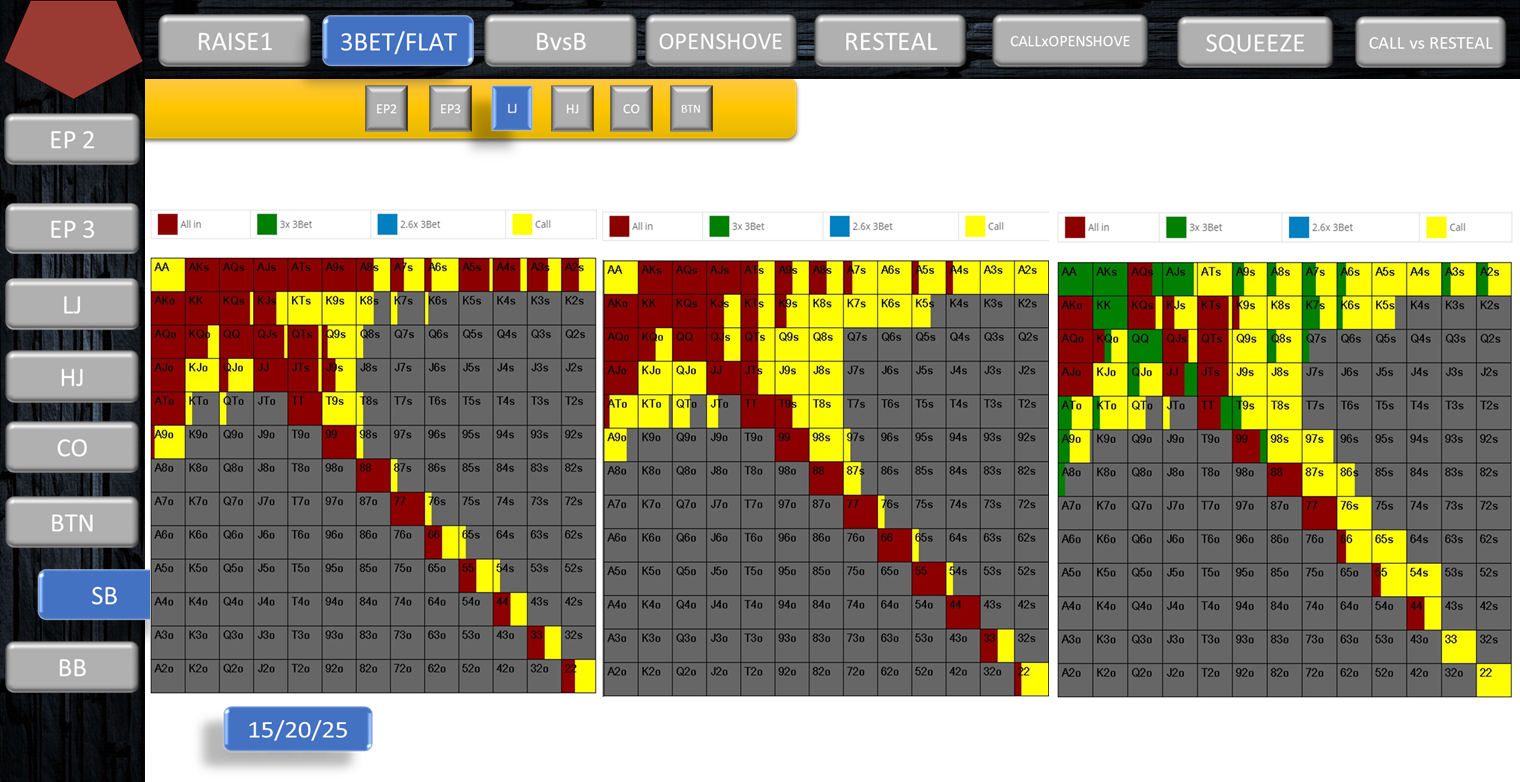 RAISE1 3BET/FLAT BvsB OPENSHOVE RESTEAL CALLxOPENSHOVE SQUEEZE CALL vs RESTEAL
EP2 EP3 LJ HJ CO BTN
EP 2
EP 3
LJ
HJ
CO
BTN
SB
BB
All in 3x 3Bet 2.6x 3Bet Call
AA AKs AQs AJs ATs A9s A8s A7s A6s A5s A4s A3s A2s
AKo KK KQs KJs KTs K9s K8s K7s K6s K5s K4s K3s K2s
AQo KQo QQ QJs QTs Q9s Q8s Q7s Q6s Q5s Q4s Q3s Q2s
AJo KJo QJo JJ JTs J9s J8s J7s J6s J5s J4s J3s J2s
ATo KTo QTo JTo TT T9s T8s T7s T6s T5s T4s T3s T2s
A9o K9o Q9o J9o T9o 99 98s 97s 96s 95s 94s 93s 92s
A8o K8o Q8o J8o T8o 98o 88 87s 86s 85s 84s 83s 82s
A7o K7o Q7o J7o T7o 97o 87o 77 76s 75s 74s 73s 72s
A6o K6o Q6o J6o T6o 96o 86o 76o 66 65s 64s 63s 62s
A5o K5o Q5o J5o T5o 95o 85o 75o 65o 55 54s 53s 52s
A4o K4o Q4o J4o T4o 94o 84o 74o 64o 54o 44 43s 42s
A3o K3o Q3o J3o T3o 93o 83o 73o 63o 53o 43o 33 32s
A2o K2o Q2o J2o T2o 92o 82o 72o 62o 52o 42o 32o 22
All in 3x 3Bet 2.6x 3Bet Call
AA AKs AQs AJs ATs A9s A8s A7s A6s A5s A4s A3s A2s
AKo KK KQs KJs KTs K9s K8s K7s K6s K5s K4s K3s K2s
AQo KQo QQ QJs QTs Q9s Q8s Q7s Q6s Q5s Q4s Q3s Q2s
AJo KJo QJo JJ JTs J9s J8s J7s J6s J5s J4s J3s J2s
ATo KTo QTo JTo TT T9s T8s T7s T6s T5s T4s T3s T2s
A9o K9o Q9o J9o T9o 99 98s 97s 96s 95s 94s 93s 92s
A8o K8o Q8o J8o T8o 98o 88 87s 86s 85s 84s 83s 82s
A7o K7o Q7o J7o T7o 97o 87o 77 76s 75s 74s 73s 72s
A6o K6o Q6o J6o T6o 96o 86o 76o 66 65s 64s 63s 62s
A5o K5o Q5o J5o T5o 95o 85o 75o 65o 55 54s 53s 52s
A4o K4o Q4o J4o T4o 94o 84o 74o 64o 54o 44 43s 42s
A3o K3o Q3o J3o T3o 93o 83o 73o 63o 53o 43o 33 32s
A2o K2o Q2o J2o T2o 92o 82o 72o 62o 52o 42o 32o 22
All in 3x 3Bet 2.6x 3Bet Call
AA AKs AQs AJs ATs A9s A8s A7s A6s A5s A4s A3s A2s
AKo KK KQs KJs KTs K9s K8s K7s K6s K5s K4s K3s K2s
AQo KQo QQ QJs QTs Q9s Q8s Q7s Q6s Q5s Q4s Q3s Q2s
AJo KJo QJo JJ JTs J9s J8s J7s J6s J5s J4s J3s J2s
ATo KTo QTo JTo TT T9s T8s T7s T6s T5s T4s T3s T2s
A9o K9o Q9o J9o T9o 99 98s 97s 96s 95s 94s 93s 92s
A8o K8o Q8o J8o T8o 98o 88 87s 86s 85s 84s 83s 82s
A7o K7o Q7o J7o T7o 97o 87o 77 76s 75s 74s 73s 72s
A6o K6o Q6o J6o T6o 96o 86o 76o 66 65s 64s 63s 62s
A5o K5o Q5o J5o T5o 95o 85o 75o 65o 55 54s 53s 52s
A4o K4o Q4o J4o T4o 94o 84o 74o 64o 54o 44 43s 42s
A3o K3o Q3o J3o T3o 93o 83o 73o 63o 53o 43o 33 32s
A2o K2o Q2o J2o T2o 92o 82o 72o 62o 52o 42o 32o 22
15/20/25